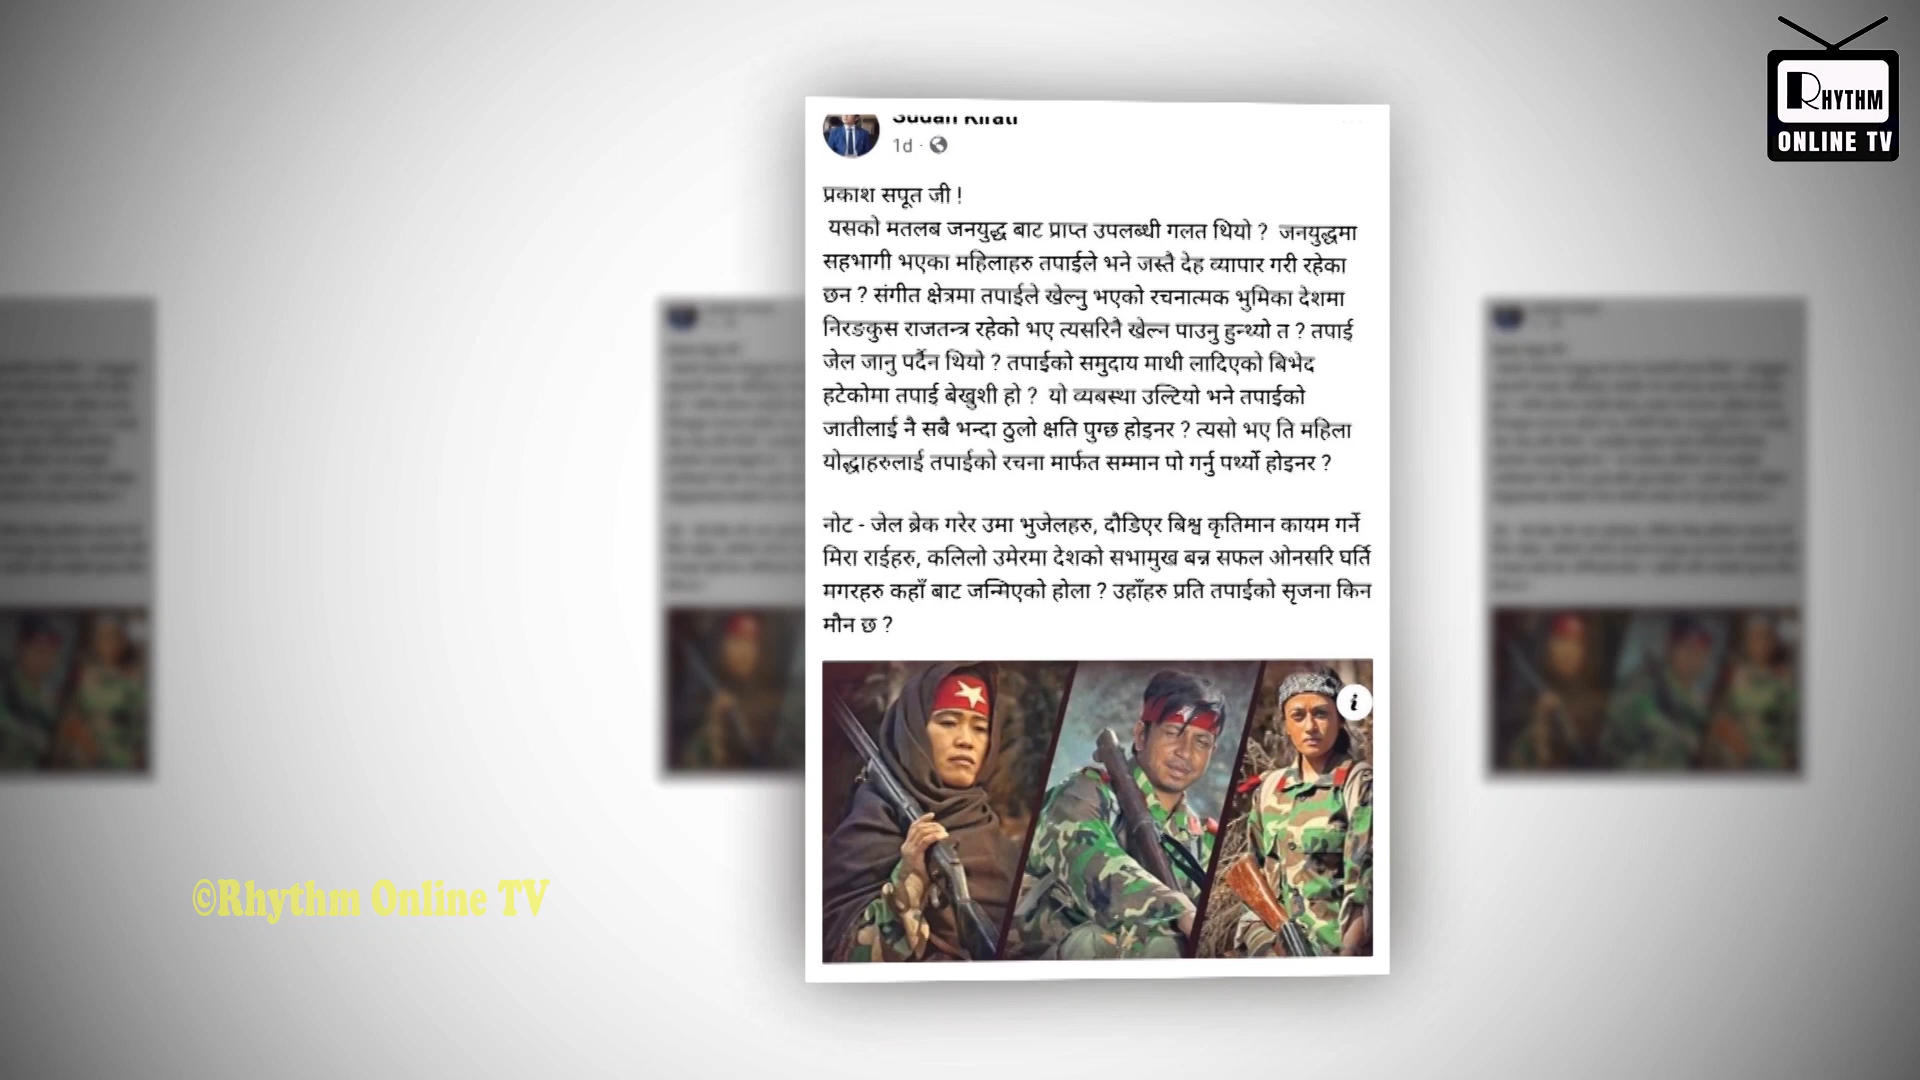 RHYTHM
ONLINE TV
Sudan Kirati
1d ·
प्रकाश सपूत जी !
यसको मतलब जनयुद्ध बाट प्राप्त उपलब्धी गलत थियो ? जनयुद्धमा
सहभागी भएका महिलाहरु तपाईले भने जस्तै देह व्यापार गरी रहेका
छन ? संगीत क्षेत्रमा तपाईले खेल्नु भएको रचनात्मक भुमिका देशमा
निरङकुस राजतन्त्र रहेको भए त्यसरिनै खेल्न पाउनु हुन्थ्यो त ? तपाई
जेल जानु पर्दैन थियो ? तपाईको समुदाय माथी लादिएको बिभेद
हटेकोमा तपाई बेखुशी हो ? यो व्यबस्था उल्टियो भने तपाईको
जातीलाई नै सबै भन्दा ठुलो क्षति पुग्छ होइनर ? त्यसो भए ति महिला
योद्धाहरुलाई तपाईको रचना मार्फत सम्मान पो गर्नु पर्थ्यो होइनर ?
नोट - जेल ब्रेक गरेर उमा भुजेलहरु, दौडिएर बिश्व कृतिमान कायम गर्ने
मिरा राईहरु, कलिलो उमेरमा देशको सभामुख बन्न सफल ओनसरि घर्ति
मगरहरु कहाँ बाट जन्मिएको होला ? उहाँहरु प्रति तपाईको सृजना किन
मौन छ ?
©Rhythm Online TV